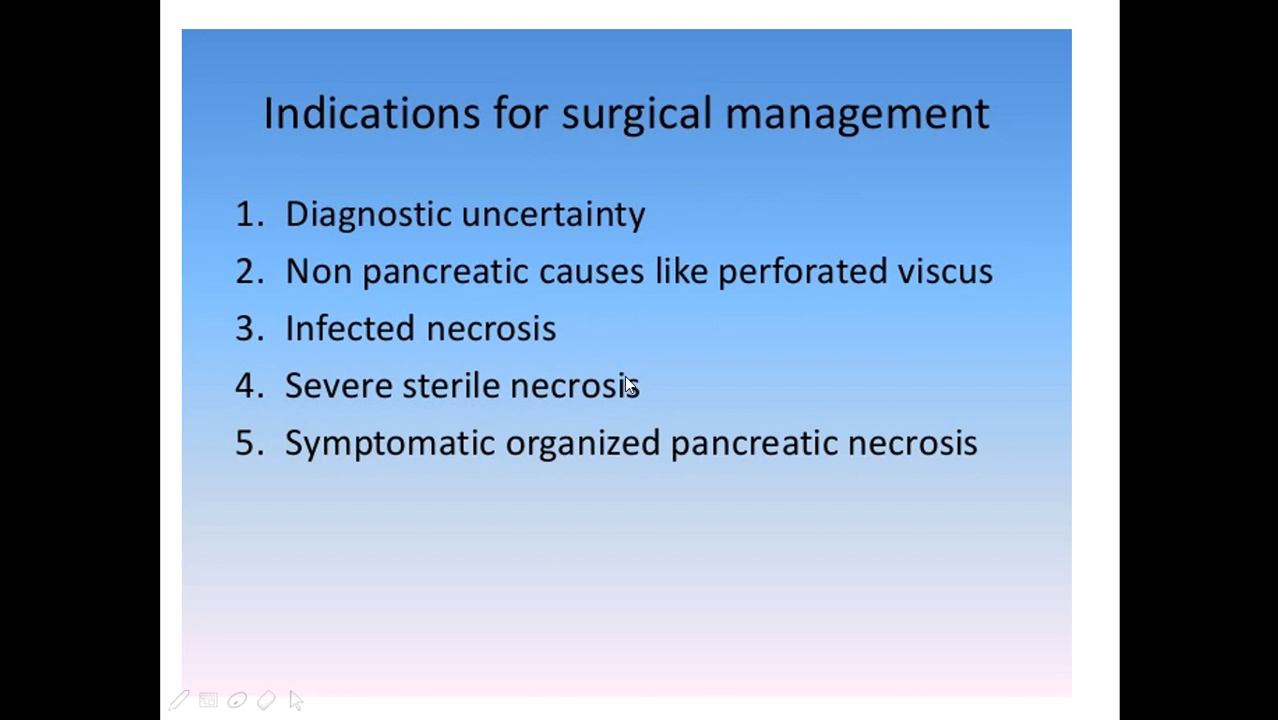 Indications for surgical management
1. Diagnostic uncertainty
2. Non pancreatic causes like perforated viscus
3. Infected necrosis
4. Severe sterile necrosis
5. Symptomatic organized pancreatic necrosis